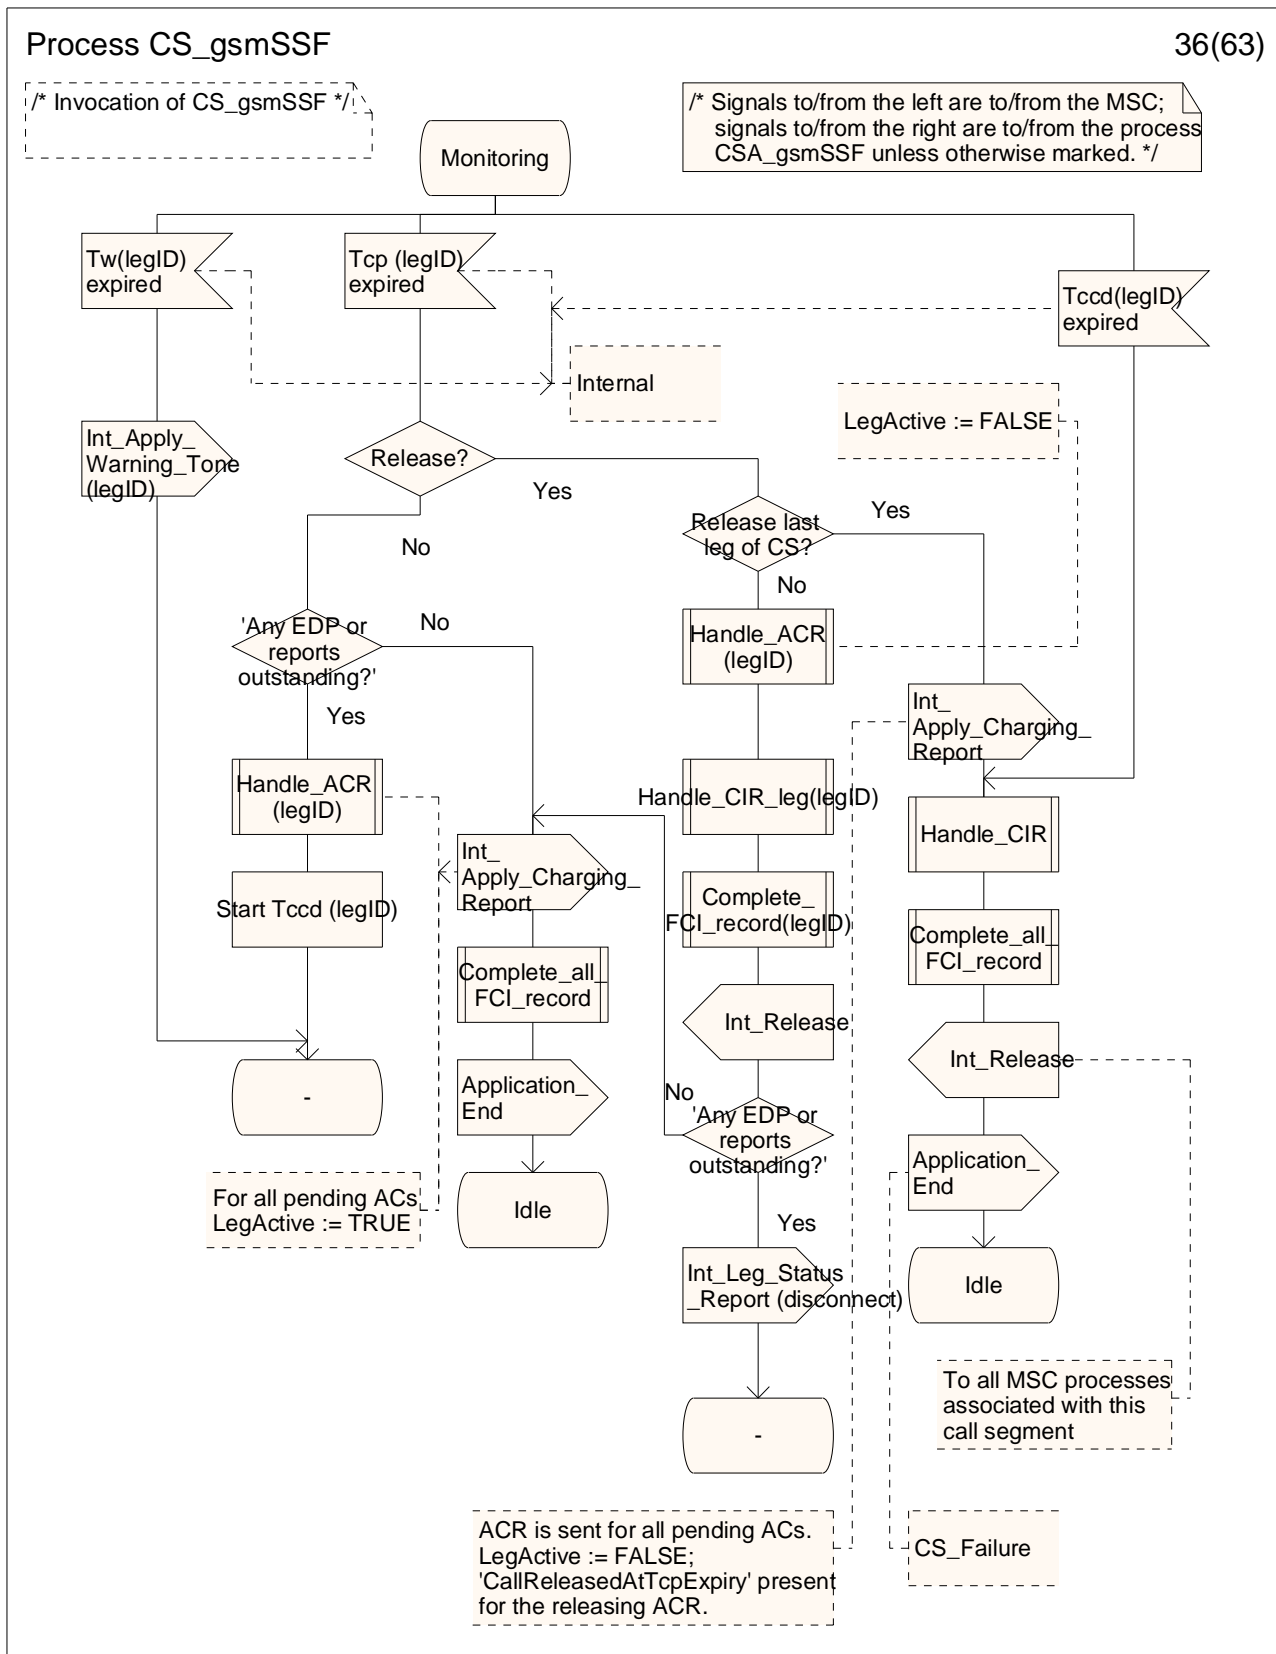 Process CS_gsmSSF
36(63)
/* Invocation of CS_gsmSSF */
/* Signals to/from the left are to/from the MSC;
signals to/from the right are to/from the process
CSA_gsmSSF unless otherwise marked. */
Monitoring
Tw(legID)
expired
Tcp (legID)
expired
Tccd(legID)
expired
Internal
LegActive := FALSE
Int_Apply_
Warning_Tone
(legID)
Release?
Yes
No
Release last
leg of CS?
Yes
No
'Any EDP or
reports
outstanding?'
No
Yes
Handle_ACR
(legID)
Int_
Apply_Charging_
Report
Handle_ACR
(legID)
Handle_CIR_leg(legID)
Handle_CIR
Int_
Apply_Charging_
Report
Start Tccd (legID)
Complete_
FCI_record(legID)
Complete_all_
FCI_record
Complete_all_
FCI_record
Int_Release
Int_Release
-
Application_
End
No
'Any EDP or
reports
outstanding?'
Yes
Application_
End
For all pending ACs
LegActive := TRUE
Idle
Int_Leg_Status
_Report (disconnect)
Idle
To all MSC processes
associated with this
call segment
-
ACR is sent for all pending ACs.
LegActive := FALSE;
'CallReleasedAtTcpExpiry' present
for the releasing ACR.
CS_Failure